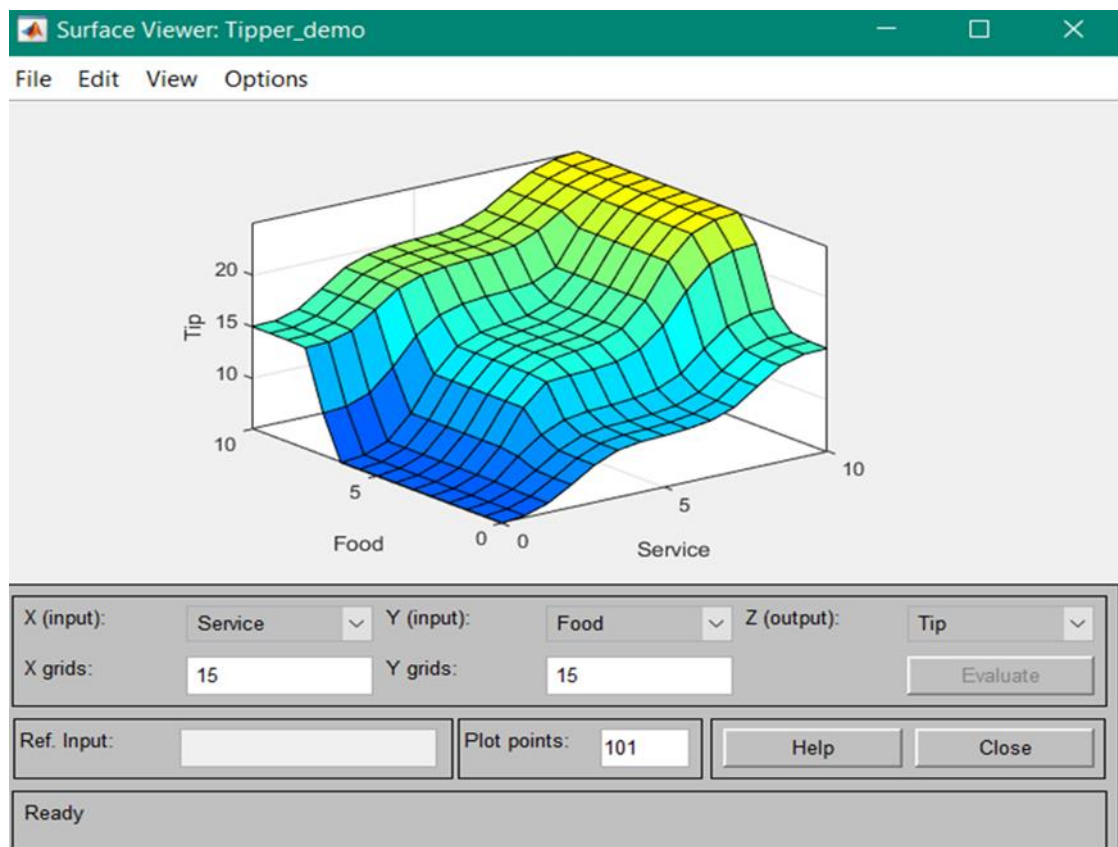 Surface Viewer: Tipper_demo
File Edit View Options
20
15
10
Tip
10
5
0
Food
0
5
10
Service
X (input): Service Y (input): Food Z (output): Tip
X grids: 15 Y grids: 15 Evaluate
Ref. Input: Plot points: 101 Help Close
Ready